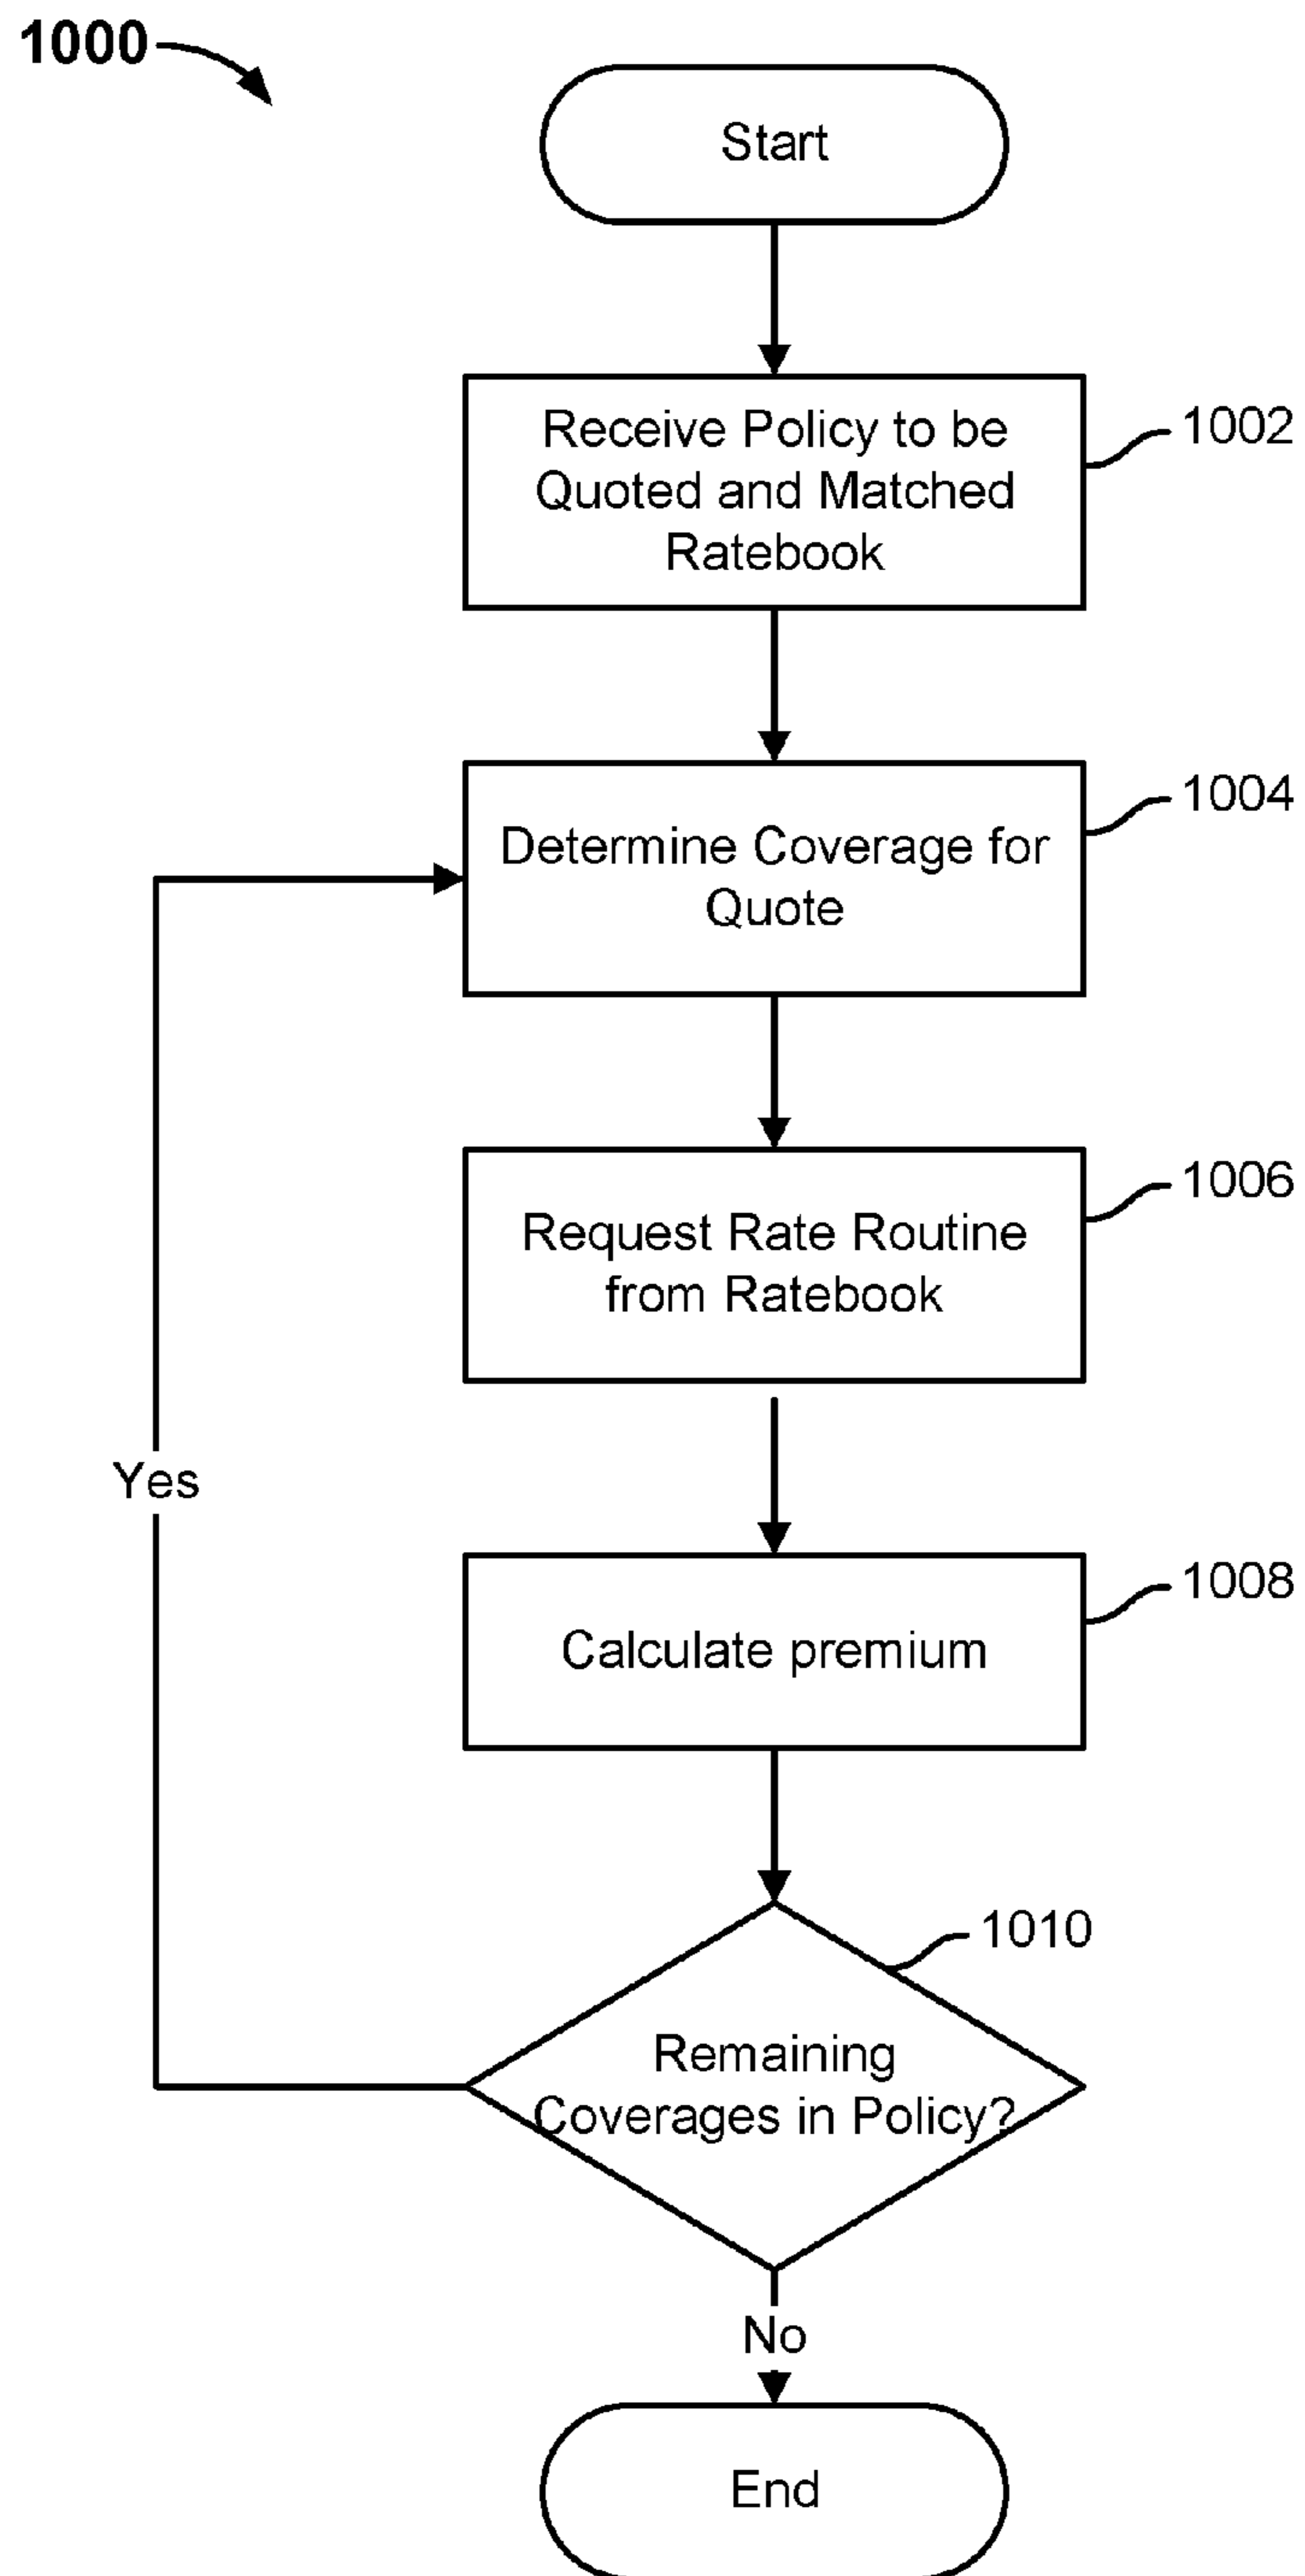 1000
Start
Receive Policy to be
Quoted and Matched
Ratebook
1002
Determine Coverage for
Quote
1004
Request Rate Routine
from Ratebook
1006
Yes
Calculate premium
1008
1010
Remaining
Coverages in Policy?
No
End